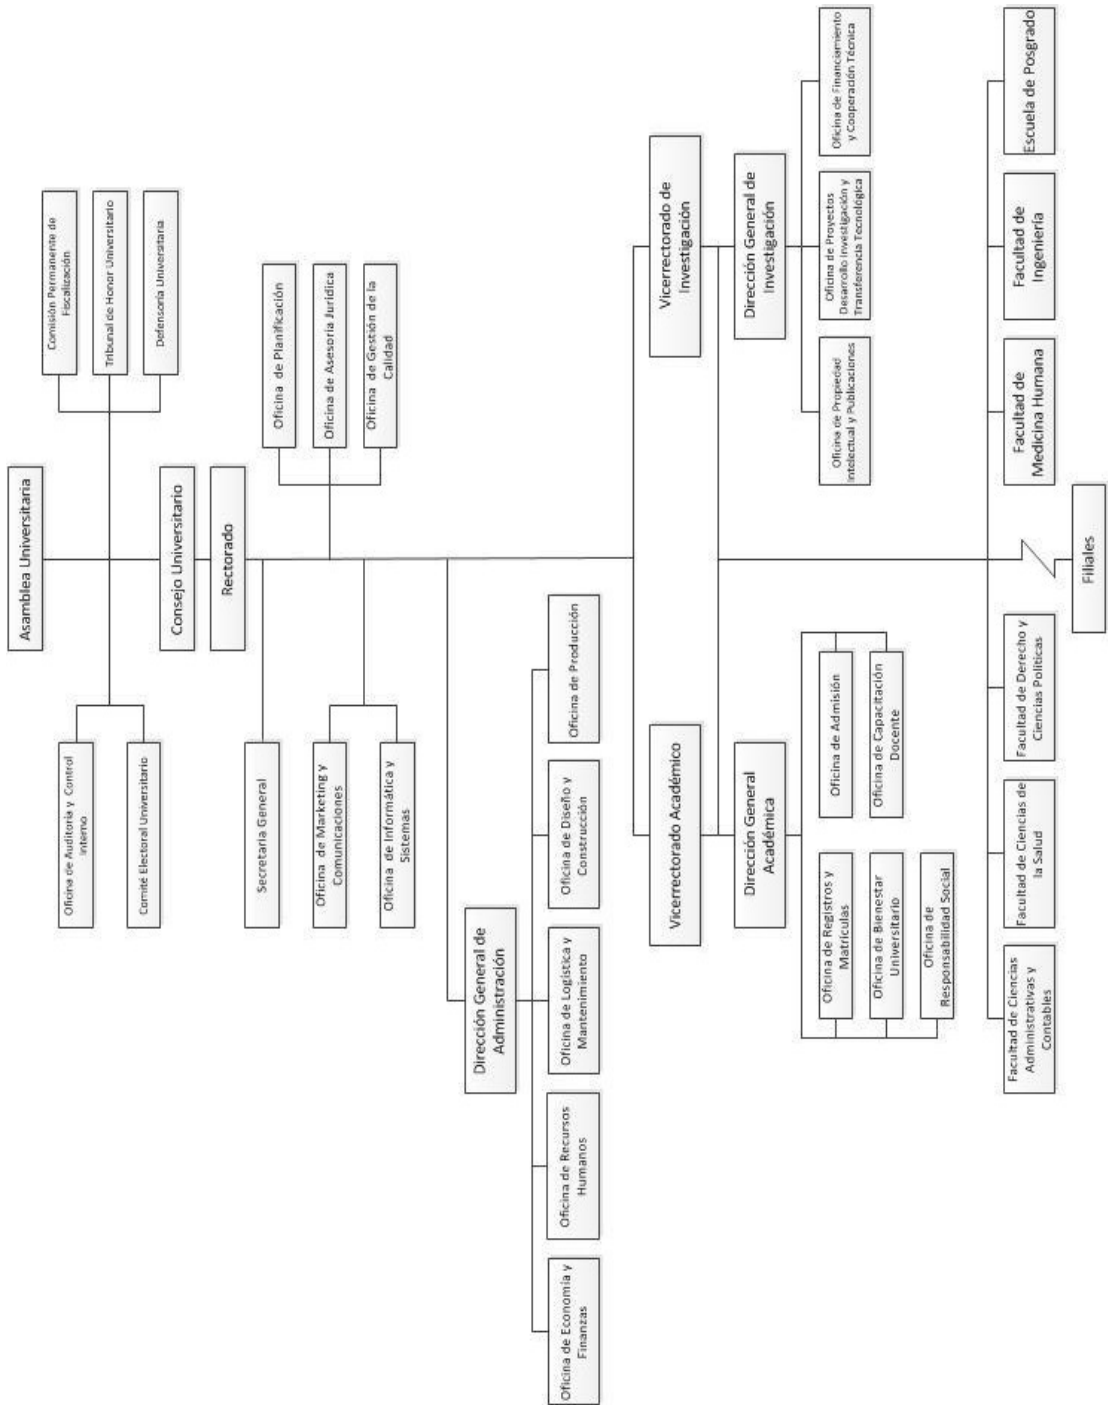 Asamblea Universitaria
Comisión Permanente de
Fiscalización
Tribunal de Honor Universitario
Defensoria Universitaria
Oficina de Auditoría y Control
Interno
Comité Electoral Universitario
Consejo Universitario
Rectorado
Secretaria General
Oficina de Planificación
Oficina de Asesoría Jurídica
Oficina de Gestión de la
Calidad
Oficina de Marketing y
Comunicaciones
Oficina de Informática y
Sistemas
Dirección General de
Administración
Oficina de Economía y
Finanzas
Oficina de Recursos
Humanos
Oficina de Logística y
Mantenimiento
Oficina de Diseño y
Construcción
Oficina de Producción
Vicerrectorado Académico
Vicerrectorado de
Investigación
Dirección General
Académica
Dirección General de
Investigación
Oficina de Registros y
Matrículas
Oficina de Bienestar
Universitario
Oficina de
Responsabilidad Social
Oficina de Admisión
Oficina de Capacitación
Docente
Oficina de Propiedad
Intelectual y Publicaciones
Oficina de Proyectos
Desarrollo Investigación y
Transferencia Tecnológica
Oficina de Financiamiento
y Cooperación Técnica
Facultad de Ciencias
Administrativas y
Contables
Facultad de Ciencias de
la Salud
Facultad de Derecho y
Ciencias Políticas
Facultad de
Medicina Humana
Facultad de
Ingeniería
Escuela de Posgrado
Filiales